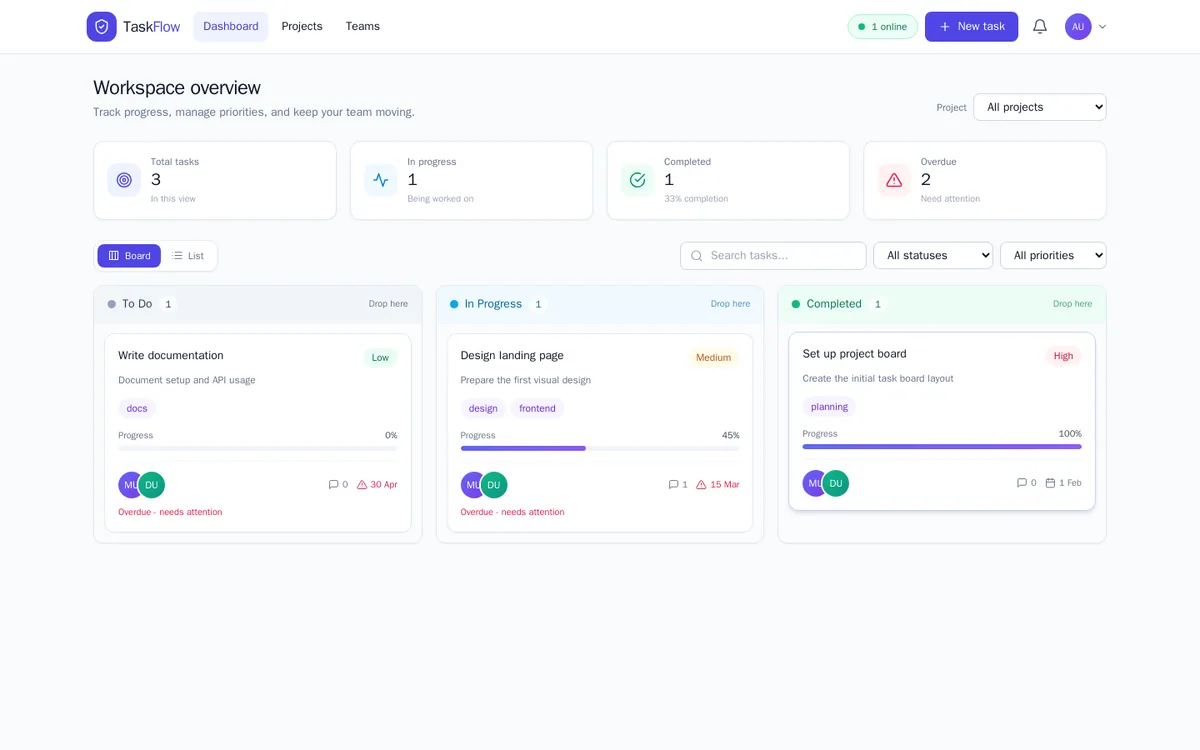 TaskFlow Dashboard Projects Teams 1 online + New task AU
Workspace overview
Track progress, manage priorities, and keep your team moving.
Project All projects
Total tasks
3
In this view
In progress
1
Being worked on
Completed
1
33% completion
Overdue
2
Need attention
Board List Search tasks... All statuses All priorities
To Do 1 Drop here
Write documentation Low
Document setup and API usage
docs
Progress 0%
MU DU 0 30 Apr
Overdue - needs attention
In Progress 1 Drop here
Design landing page Medium
Prepare the first visual design
design frontend
Progress 45%
MU DU 1 15 Mar
Overdue - needs attention
Completed 1 Drop here
Set up project board High
Create the initial task board layout
planning
Progress 100%
MU DU 0 1 Feb